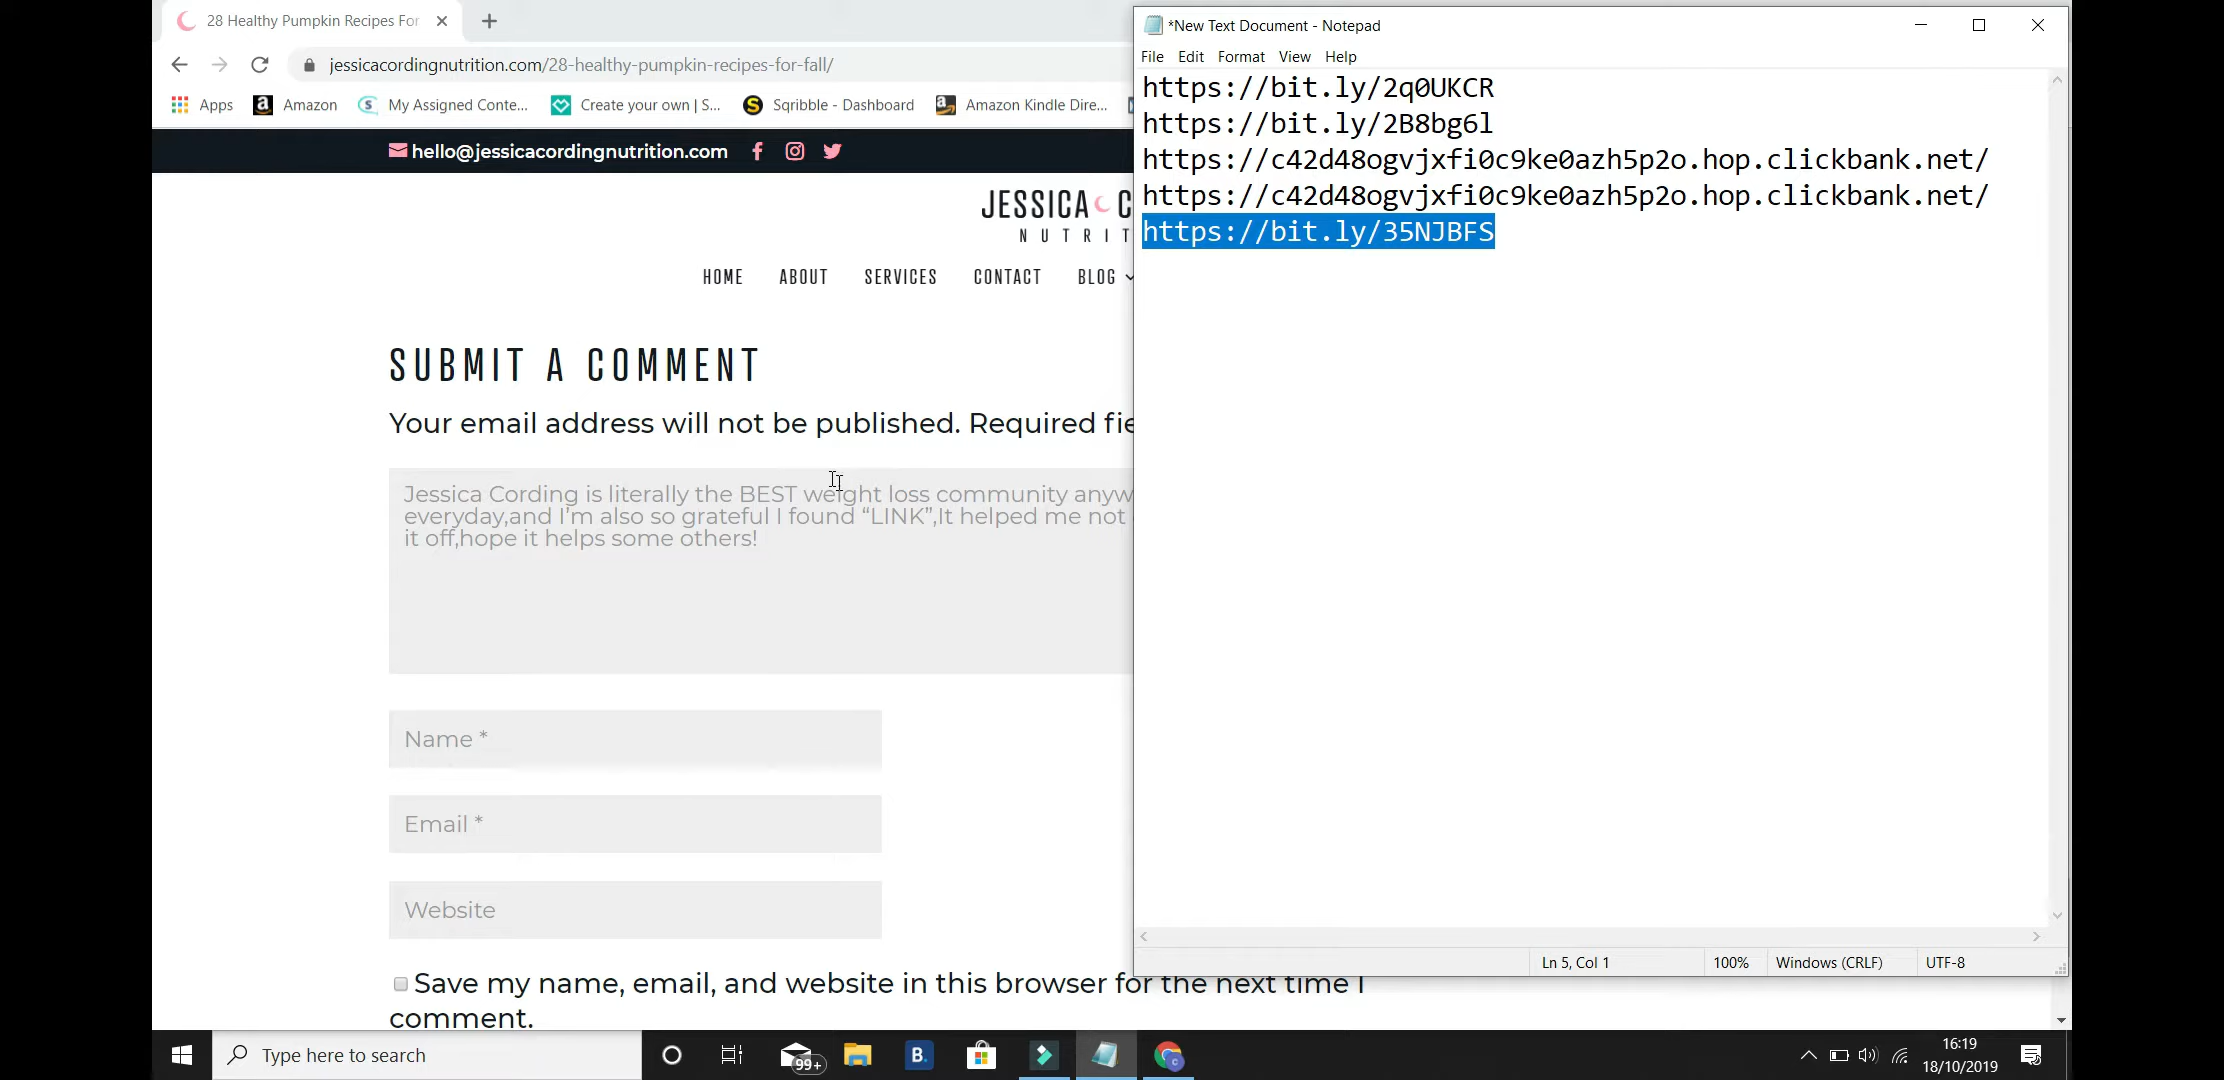 28 Healthy Pumpkin Recipes For
jessicacordingnutrition.com/28-healthy-pumpkin-recipes-for-fall/
Apps
Amazon
My Assigned Conte...
Create your own | S...
Sqribble - Dashboard
Amazon Kindle Dire...
hello@jessicacordingnutrition.com
JESSICA C
NUTRIT
HOME
ABOUT
SERVICES
CONTACT
BLOG
SUBMIT A COMMENT
Your email address will not be published. Required fie
Jessica Cording is literally the BEST weight loss community anyw
everyday,and I’m also so grateful I found “LINK”,It helped me not
it off,hope it helps some others!
Name *
Email *
Website
Save my name, email, and website in this browser for the next time I
comment.
*New Text Document - Notepad
File Edit Format View Help
https://bit.ly/2q0UKCR
https://bit.ly/2B8bg6l
https://c42d48ogvjxfi0c9ke0azh5p2o.hop.clickbank.net/
https://c42d48ogvjxfi0c9ke0azh5p2o.hop.clickbank.net/
https://bit.ly/35NJBFS
Ln 5, Col 1
100%
Windows (CRLF)
UTF-8
Type here to search
99+
B.
16:19
18/10/2019